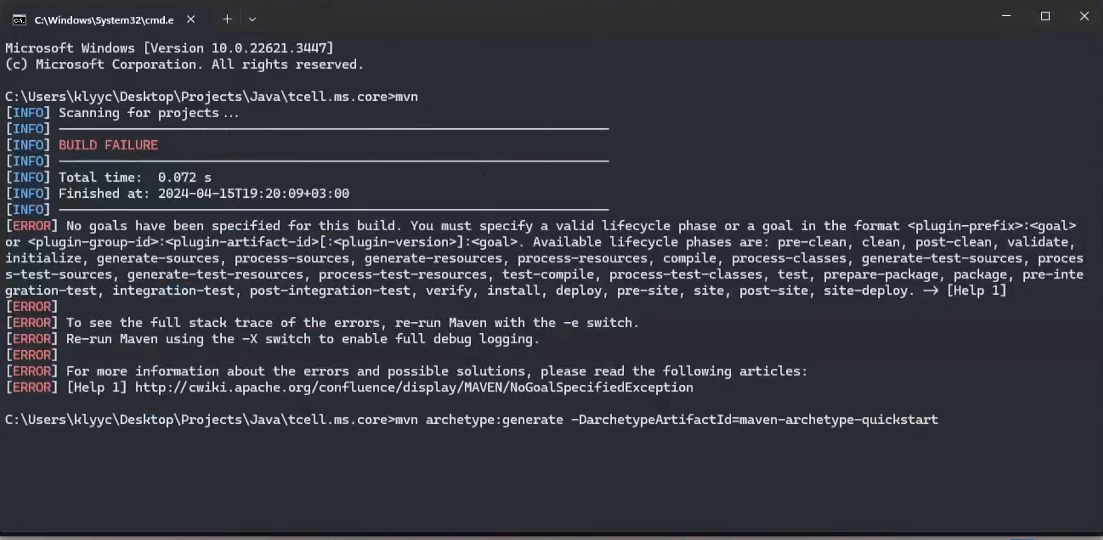 C:\Windows\System32\cmd.e
Microsoft Windows [Version 10.0.22621.3447]
(c) Microsoft Corporation. All rights reserved.
C:\Users\klyyc\Desktop\Projects\Java\tcell.ms.core>mvn
[INFO] Scanning for projects...
[INFO] ------------------------------------------------------------------------
[INFO] BUILD FAILURE
[INFO] ------------------------------------------------------------------------
[INFO] Total time:  0.072 s
[INFO] Finished at: 2024-04-15T19:20:09+03:00
[INFO] ------------------------------------------------------------------------
[ERROR] No goals have been specified for this build. You must specify a valid lifecycle phase or a goal in the format <plugin-prefix>:<goal>
or <plugin-group-id>:<plugin-artifact-id>[:<plugin-version>]:<goal>. Available lifecycle phases are: pre-clean, clean, post-clean, validate,
initialize, generate-sources, process-sources, generate-resources, process-resources, compile, process-classes, generate-test-sources, proces
s-test-sources, generate-test-resources, process-test-resources, test-compile, process-test-classes, test, prepare-package, package, pre-inte
gration-test, integration-test, post-integration-test, verify, install, deploy, pre-site, site, post-site, site-deploy. --> [Help 1]
[ERROR]
[ERROR] To see the full stack trace of the errors, re-run Maven with the -e switch.
[ERROR] Re-run Maven using the -X switch to enable full debug logging.
[ERROR]
[ERROR] For more information about the errors and possible solutions, please read the following articles:
[ERROR] [Help 1] http://cwiki.apache.org/confluence/display/MAVEN/NoGoalSpecifiedException
C:\Users\klyyc\Desktop\Projects\Java\tcell.ms.core>mvn archetype:generate -DarchetypeArtifactId=maven-archetype-quickstart